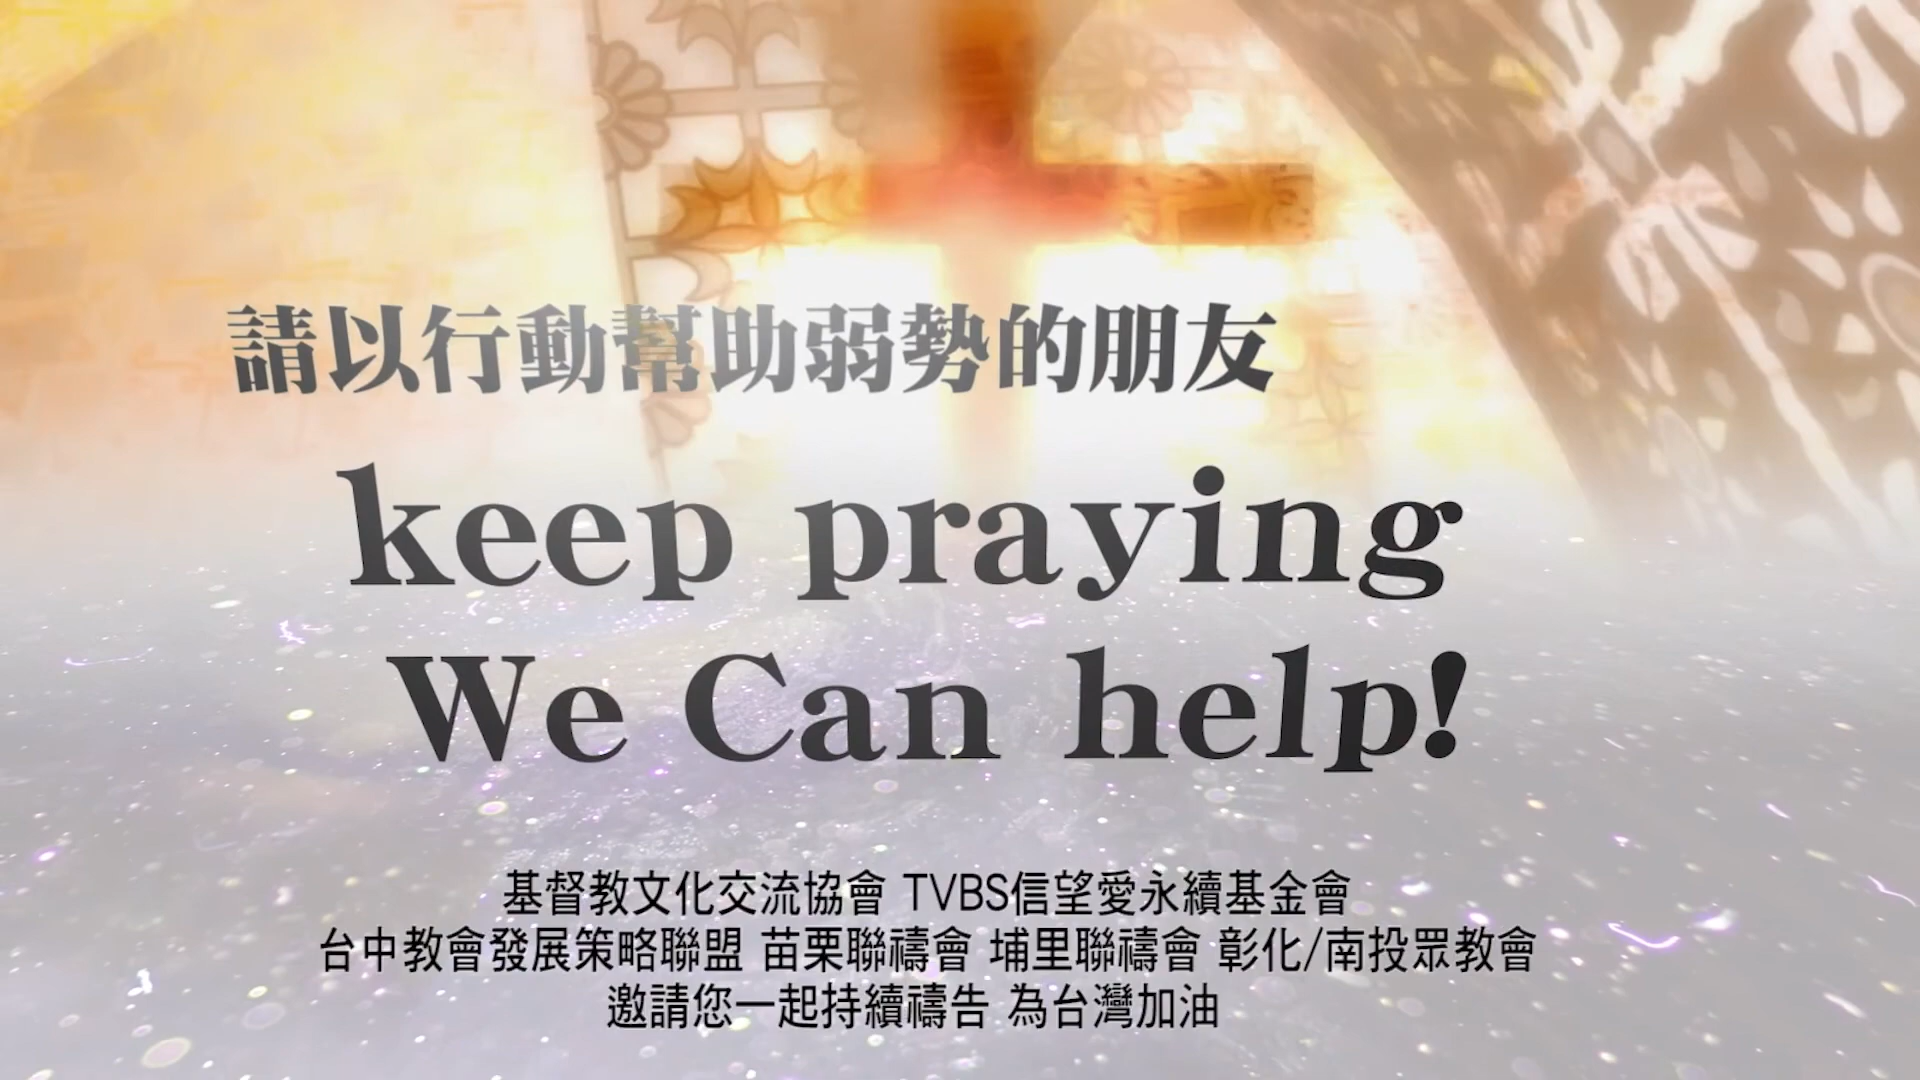 請以行動幫助弱勢的朋友
keep praying
We Can help!
基督教文化交流協會 TVBS信望愛永續基金會
台中教會發展策略聯盟 苗栗聯禱會 埔里聯禱會 彰化/南投眾教會
邀請您一起持續禱告 為台灣加油